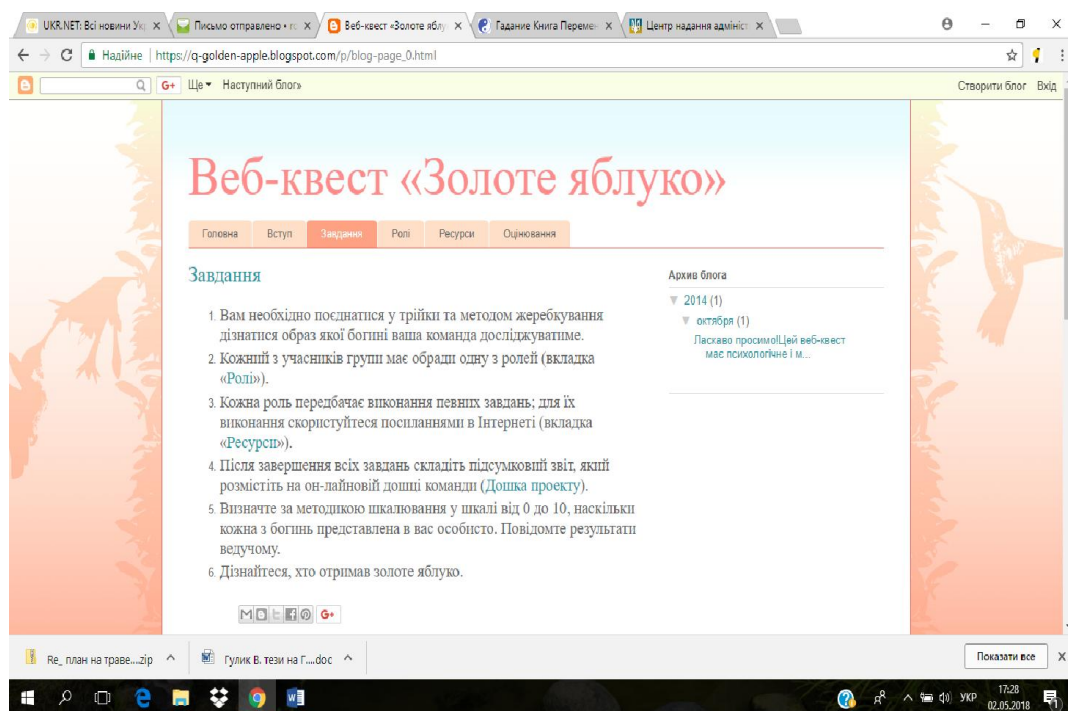 UKR.NET: Всі новини Ук
Письмо отправлено • п
Веб-квест «Золоте яблу
Гадание Книга Перемен
Центр надання адмініст
Надійне | https://q-golden-apple.blogspot.com/p/blog-page_0.html
G+ Ще Наступний блог» Створити блог Вхід
Веб-квест «Золоте яблуко»
Головна Вступ Завдання Ролі Ресурси Оцінювання
Завдання
1. Вам необхідно поєднатися у трійки та методом жеребкування
дізнатися образ якої богині ваша команда досліджуватиме.
2. Кожний з учасників групи має обради одну з ролей (вкладка
«Ролі»).
3. Кожна роль передбачає виконання певних завдань; для їх
виконання скористуйтеся посиланнями в Інтернеті (вкладка
«Ресурси»).
4. Після завершення всіх завдань складіть підсумковий звіт, який
розмістіть на он-лайновій дошці команди (Дошка проекту).
5. Визначте за методикою шкалювання у шкалі від 0 до 10, наскільки
кожна з богинь представлена в вас особисто. Повідомте результати
ведучому.
6. Дізнайтеся, хто отримав золоте яблуко.
G+
Архив блога
▼ 2014 (1)
▼ октября (1)
Ласкаво просимо!Цей веб-квест
має психологічне і м...
Re_ план на траве....zip
Гулик В. тези на Г....doc
Показати все
УКР
17:28
02.05.2018